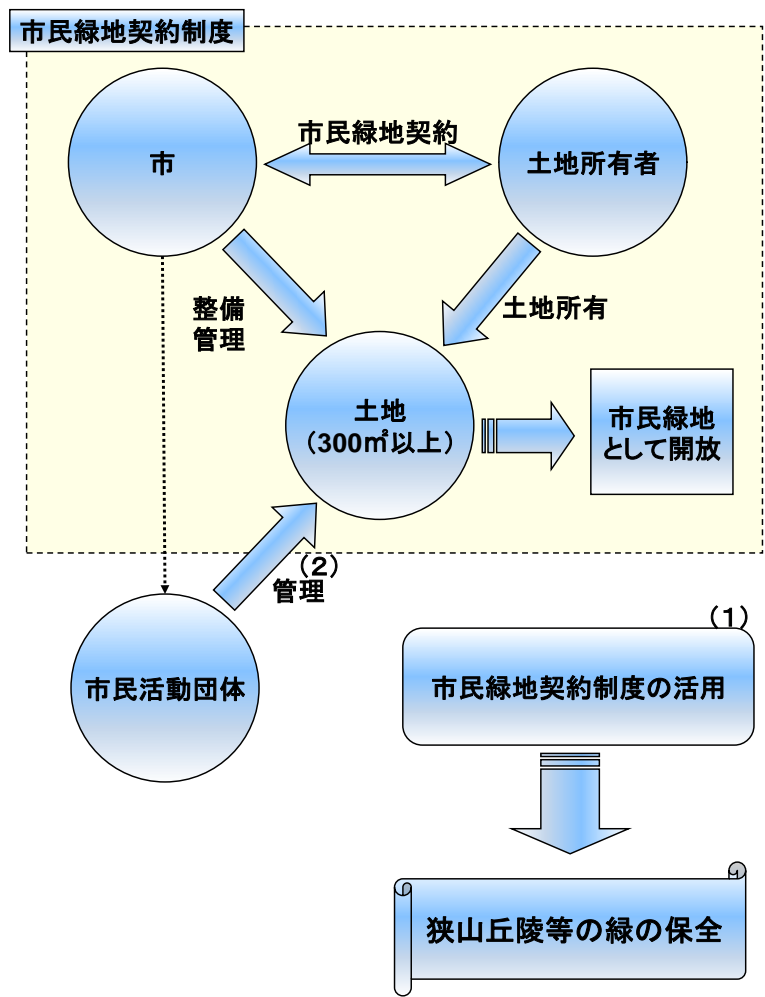 市民緑地契約制度
市民緑地契約
市
土地所有者
整備
管理
土地所有
土地
（300㎡以上）
市民緑地
として開放
（２）
管理
（１）
市民活動団体
市民緑地契約制度の活用
狭山丘陵等の緑の保全